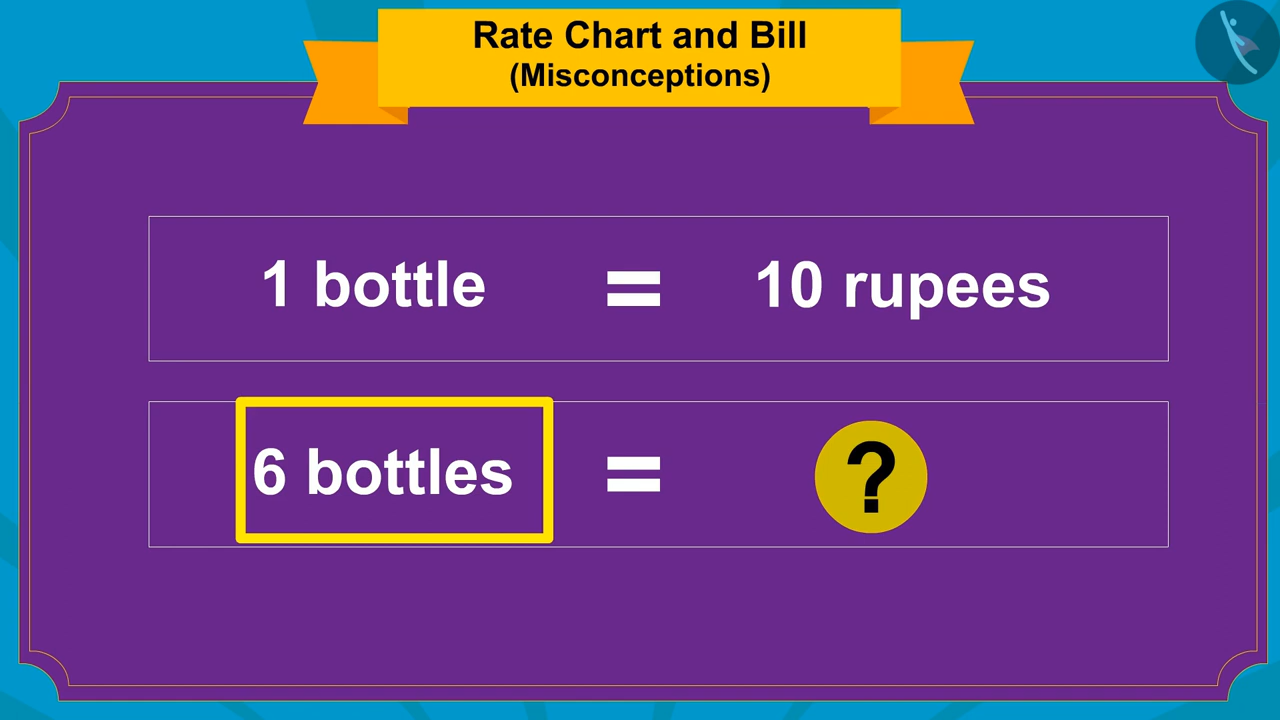 Rate Chart and Bill
(Misconceptions)
1 bottle = 10 rupees
6 bottles = ?